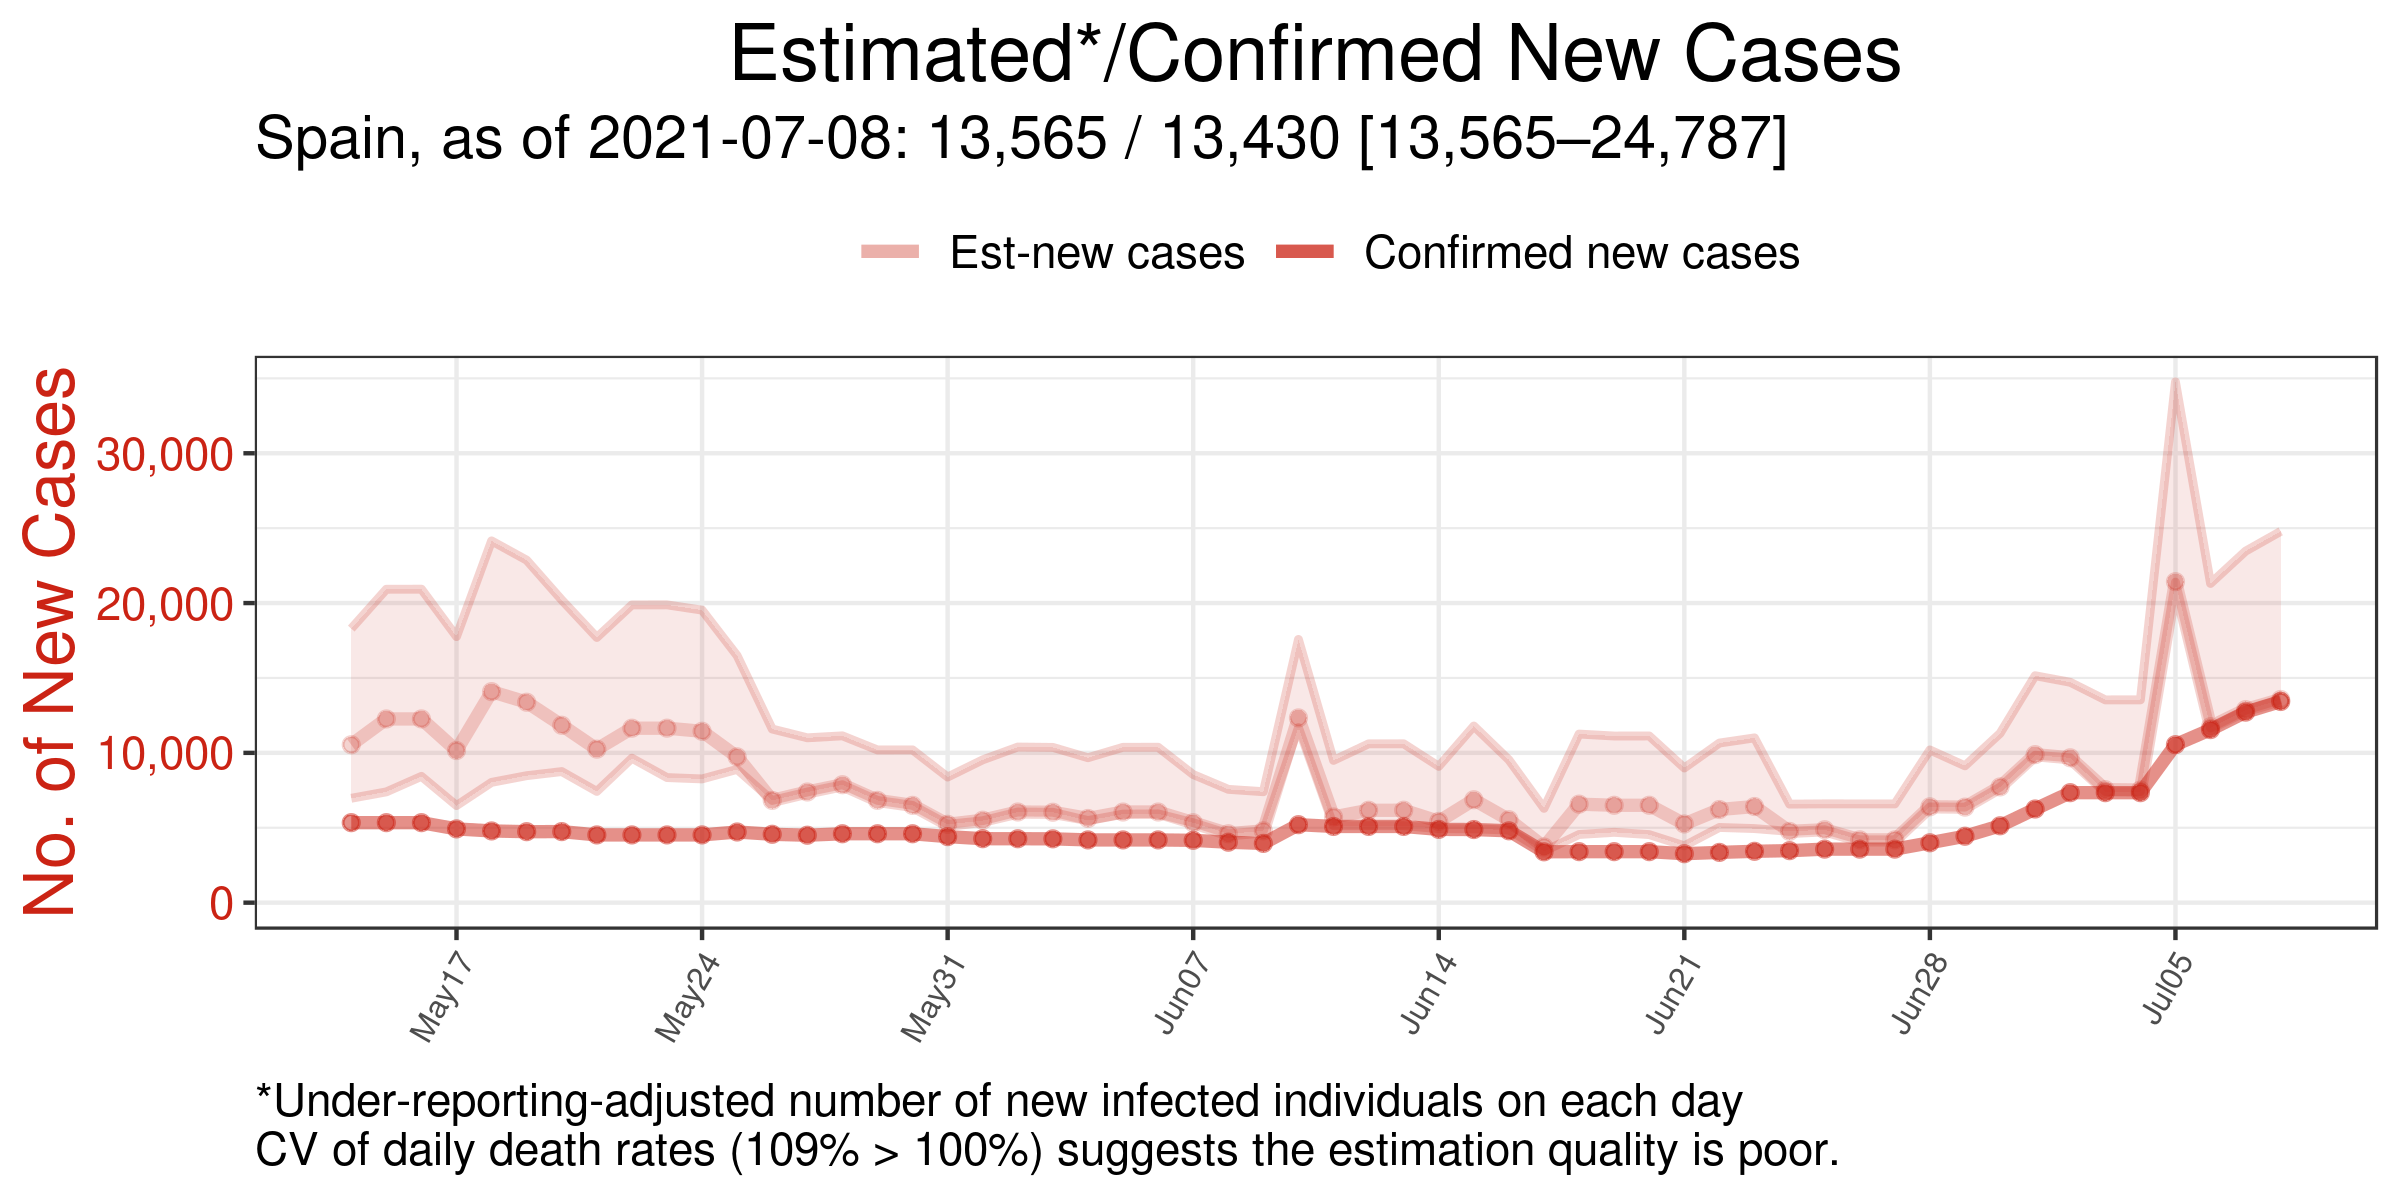 Estimated*/Confirmed New Cases
Spain, as of 2021-07-08: 13,565 / 13,430 [13,565–24,787]
Est-new cases Confirmed new cases
No. of New Cases
30,000
20,000
10,000
0
May17 May24 May31 Jun07 Jun14 Jun21 Jun28 Jul05
*Under-reporting-adjusted number of new infected individuals on each day
CV of daily death rates (109% > 100%) suggests the estimation quality is poor.